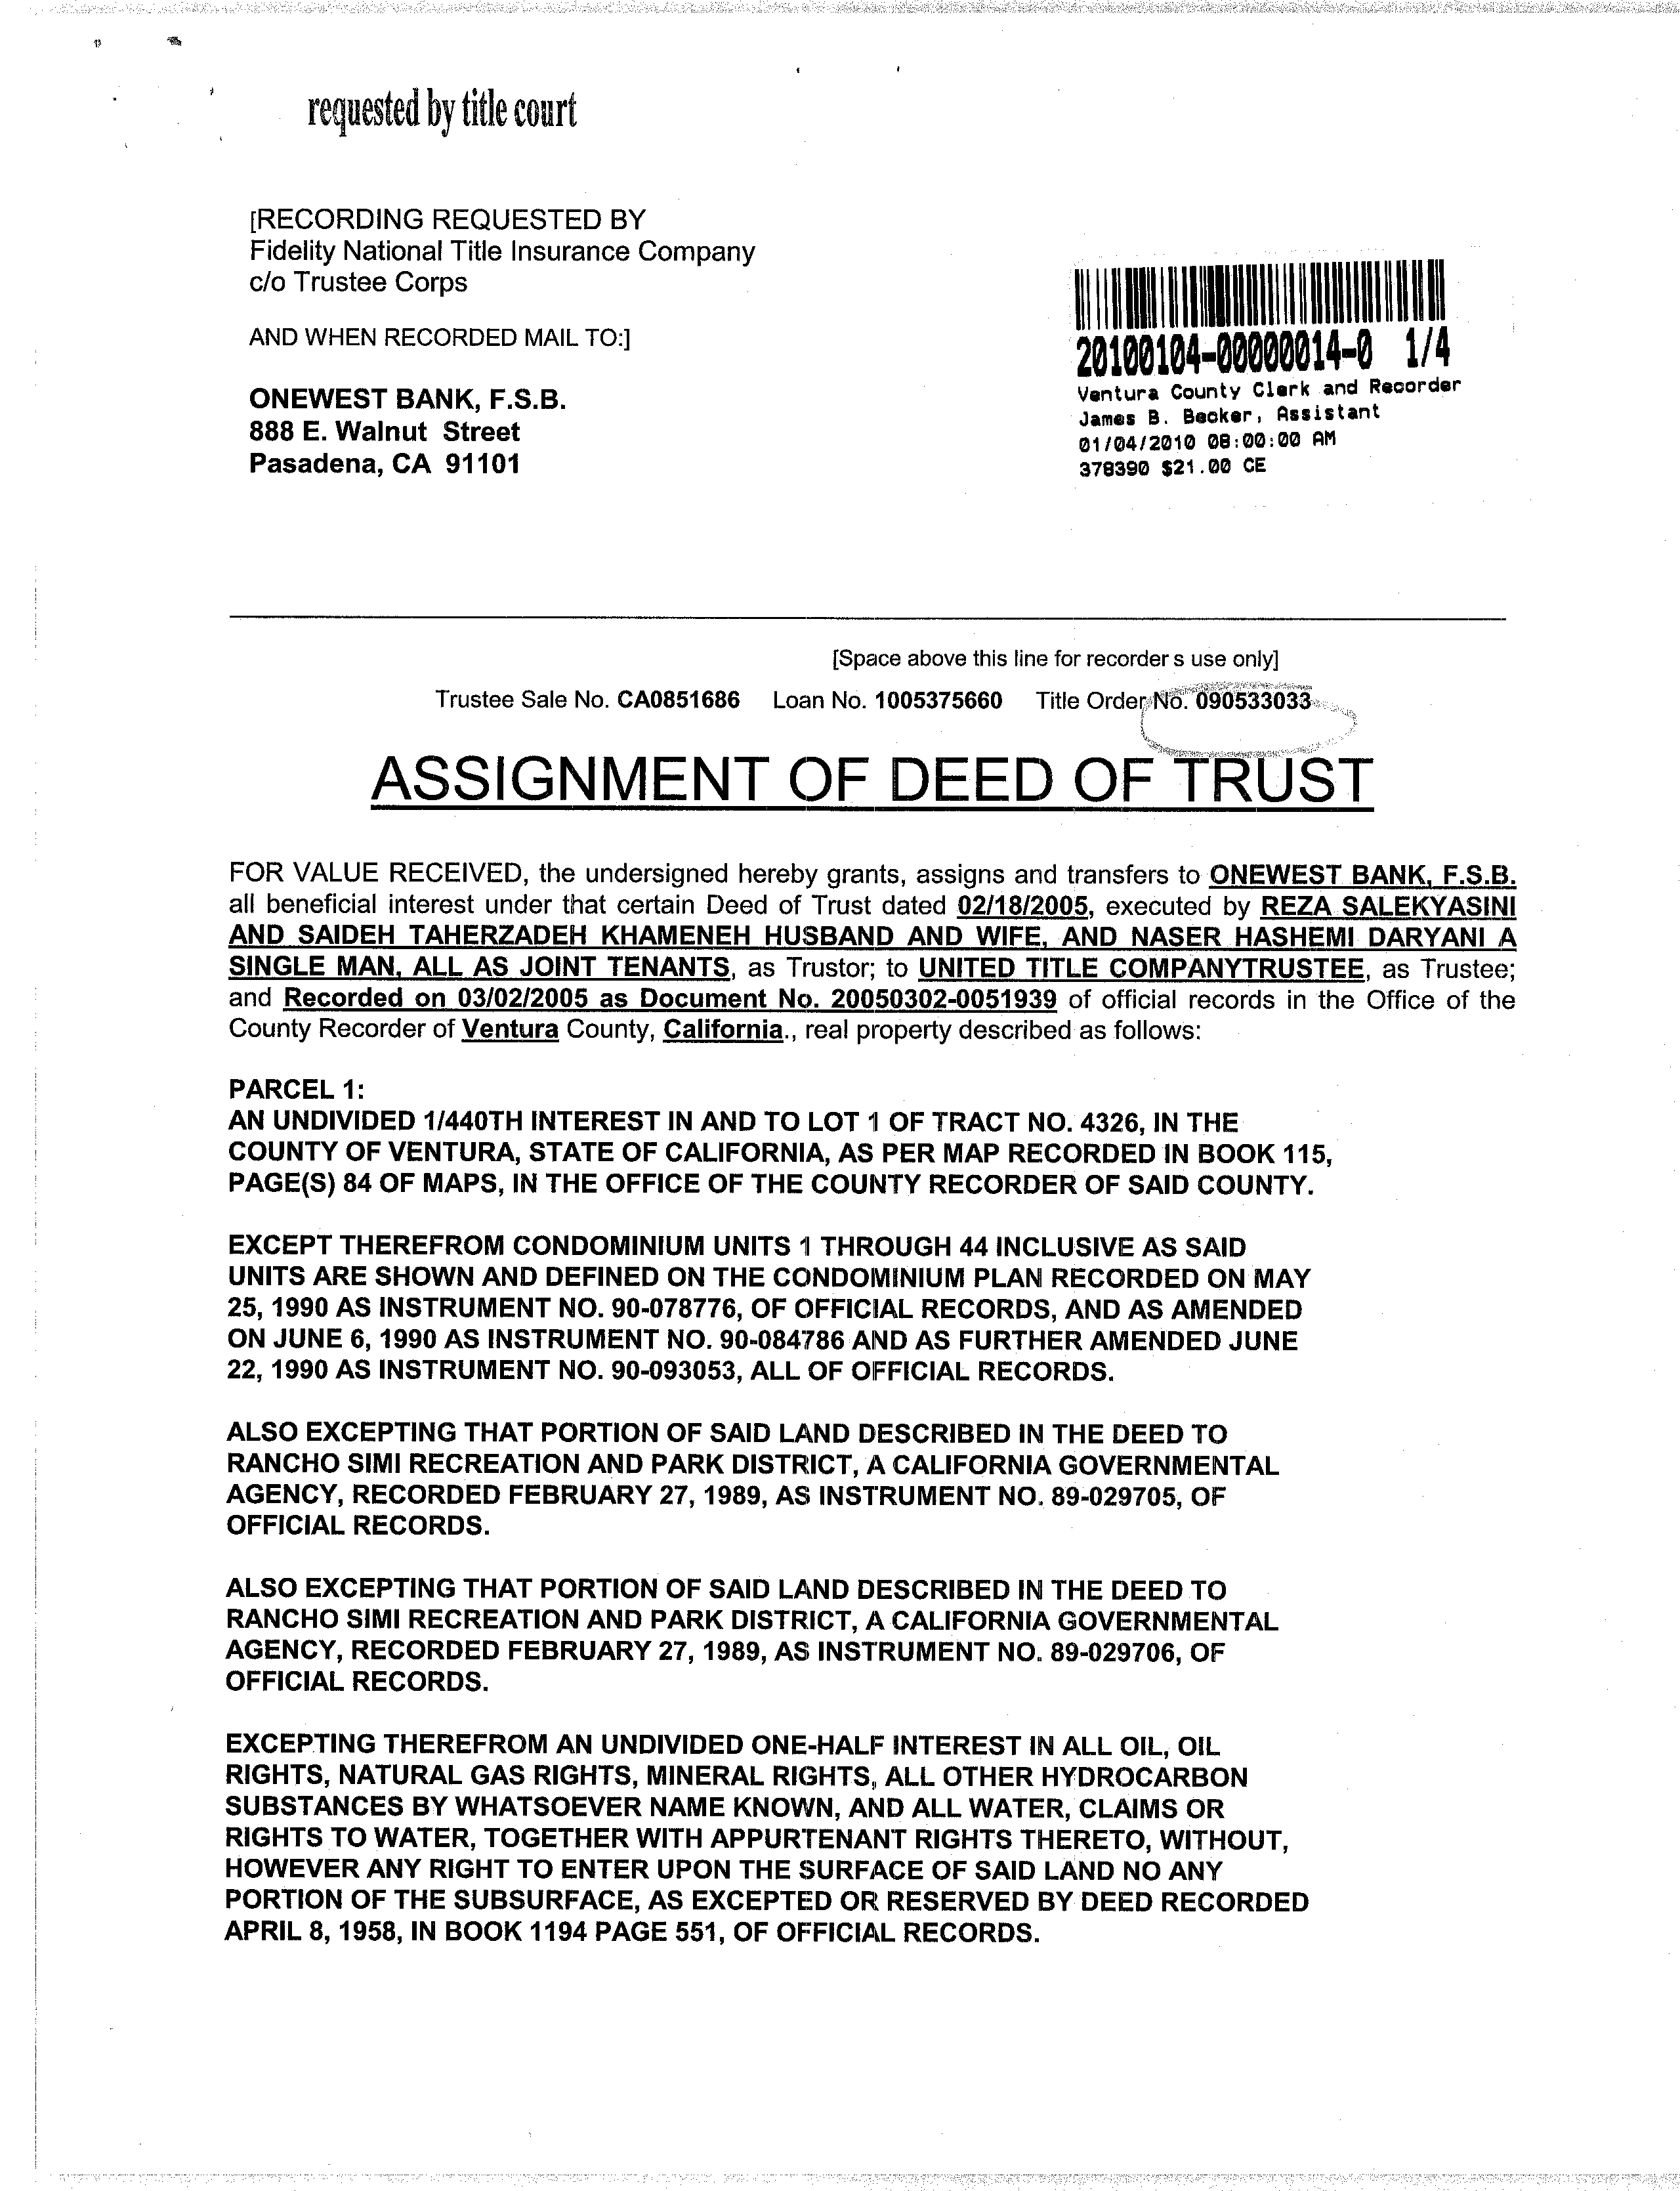 requested by title court
[RECORDING REQUESTED BY
Fidelity National Title Insurance Company
c/o Trustee Corps
AND WHEN RECORDED MAIL TO:]
ONEWEST BANK, F.S.B.
888 E. Walnut Street
Pasadena, CA 91101
20100104-00000014-0 1/4
Ventura County Clerk and Recorder
James B. Becker, Assistant
01/04/2010 08:00:00 AM
378390 $21.00 CE
[Space above this line for recorder s use only]
Trustee Sale No. CA0851686 Loan No. 1005375660 Title Order No. 090533033
ASSIGNMENT OF DEED OF TRUST
FOR VALUE RECEIVED, the undersigned hereby grants, assigns and transfers to ONEWEST BANK, F.S.B.
all beneficial interest under that certain Deed of Trust dated 02/18/2005, executed by REZA SALEKYASINI
AND SAIDEH TAHERZADEH KHAMENEH HUSBAND AND WIFE, AND NASER HASHEMI DARYANI A
SINGLE MAN, ALL AS JOINT TENANTS, as Trustor; to UNITED TITLE COMPANYTRUSTEE, as Trustee;
and Recorded on 03/02/2005 as Document No. 20050302-0051939 of official records in the Office of the
County Recorder of Ventura County, California., real property described as follows:
PARCEL 1:
AN UNDIVIDED 1/440TH INTEREST IN AND TO LOT 1 OF TRACT NO. 4326, IN THE
COUNTY OF VENTURA, STATE OF CALIFORNIA, AS PER MAP RECORDED IN BOOK 115,
PAGE(S) 84 OF MAPS, IN THE OFFICE OF THE COUNTY RECORDER OF SAID COUNTY.
EXCEPT THEREFROM CONDOMINIUM UNITS 1 THROUGH 44 INCLUSIVE AS SAID
UNITS ARE SHOWN AND DEFINED ON THE CONDOMINIUM PLAN RECORDED ON MAY
25, 1990 AS INSTRUMENT NO. 90-078776, OF OFFICIAL RECORDS, AND AS AMENDED
ON JUNE 6, 1990 AS INSTRUMENT NO. 90-084786 AND AS FURTHER AMENDED JUNE
22, 1990 AS INSTRUMENT NO. 90-093053, ALL OF OFFICIAL RECORDS.
ALSO EXCEPTING THAT PORTION OF SAID LAND DESCRIBED IN THE DEED TO
RANCHO SIMI RECREATION AND PARK DISTRICT, A CALIFORNIA GOVERNMENTAL
AGENCY, RECORDED FEBRUARY 27, 1989, AS INSTRUMENT NO. 89-029705, OF
OFFICIAL RECORDS.
ALSO EXCEPTING THAT PORTION OF SAID LAND DESCRIBED IN THE DEED TO
RANCHO SIMI RECREATION AND PARK DISTRICT, A CALIFORNIA GOVERNMENTAL
AGENCY, RECORDED FEBRUARY 27, 1989, AS INSTRUMENT NO. 89-029706, OF
OFFICIAL RECORDS.
EXCEPTING THEREFROM AN UNDIVIDED ONE-HALF INTEREST IN ALL OIL, OIL
RIGHTS, NATURAL GAS RIGHTS, MINERAL RIGHTS, ALL OTHER HYDROCARBON
SUBSTANCES BY WHATSOEVER NAME KNOWN, AND ALL WATER, CLAIMS OR
RIGHTS TO WATER, TOGETHER WITH APPURTENANT RIGHTS THERETO, WITHOUT,
HOWEVER ANY RIGHT TO ENTER UPON THE SURFACE OF SAID LAND NO ANY
PORTION OF THE SUBSURFACE, AS EXCEPTED OR RESERVED BY DEED RECORDED
APRIL 8, 1958, IN BOOK 1194 PAGE 551, OF OFFICIAL RECORDS.